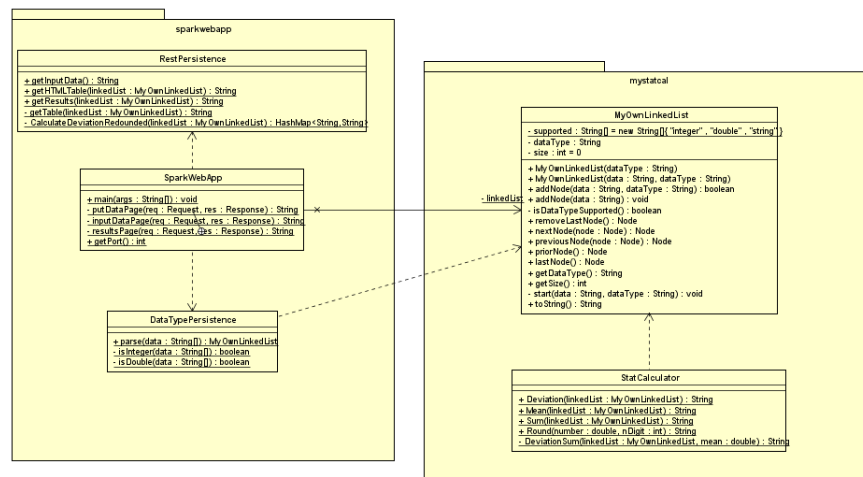 sparkwebapp
RestPersistence
+ getInputData() : String
+ getHTMLTable(linkedList : MyOwnLinkedList) : String
+ getResults(linkedList : MyOwnLinkedList) : String
- getTable(linkedList : MyOwnLinkedList) : String
- CalculateDeviationRedounded(linkedList : MyOwnLinkedList) : HashMap<String,String>
SparkWebApp
+ main(args : String[]) : void
- putDataPage(req : Request, res : Response) : String
- inputDataPage(req : Request, res : Response) : String
- resultsPage(req : Request, res : Response) : String
+ getPort() : int
DataTypePersistence
+ parse(data : String[]) : MyOwnLinkedList
- isInteger(data : String[]) : boolean
- isDouble(data : String[]) : boolean
- linkedList
mystatcal
MyOwnLinkedList
- supported : String[] = new String[]{ "integer" , "double" , "string" }
- dataType : String
- size : int = 0
+ MyOwnLinkedList(dataType : String)
+ MyOwnLinkedList(data : String, dataType : String)
+ addNode(data : String, dataType : String) : boolean
+ addNode(data : String) : void
- isDataTypeSupported() : boolean
+ removeLastNode() : Node
+ nextNode(node : Node) : Node
+ previousNode(node : Node) : Node
+ priorNode() : Node
+ lastNode() : Node
+ getDataType() : String
+ getSize() : int
- start(data : String, dataType : String) : void
+ toString() : String
StatCalculator
+ Deviation(linkedList : MyOwnLinkedList) : String
+ Mean(linkedList : MyOwnLinkedList) : String
+ Sum(linkedList : MyOwnLinkedList) : String
+ Round(number : double, nDigit : int) : String
- DeviationSum(linkedList : MyOwnLinkedList, mean : double) : String